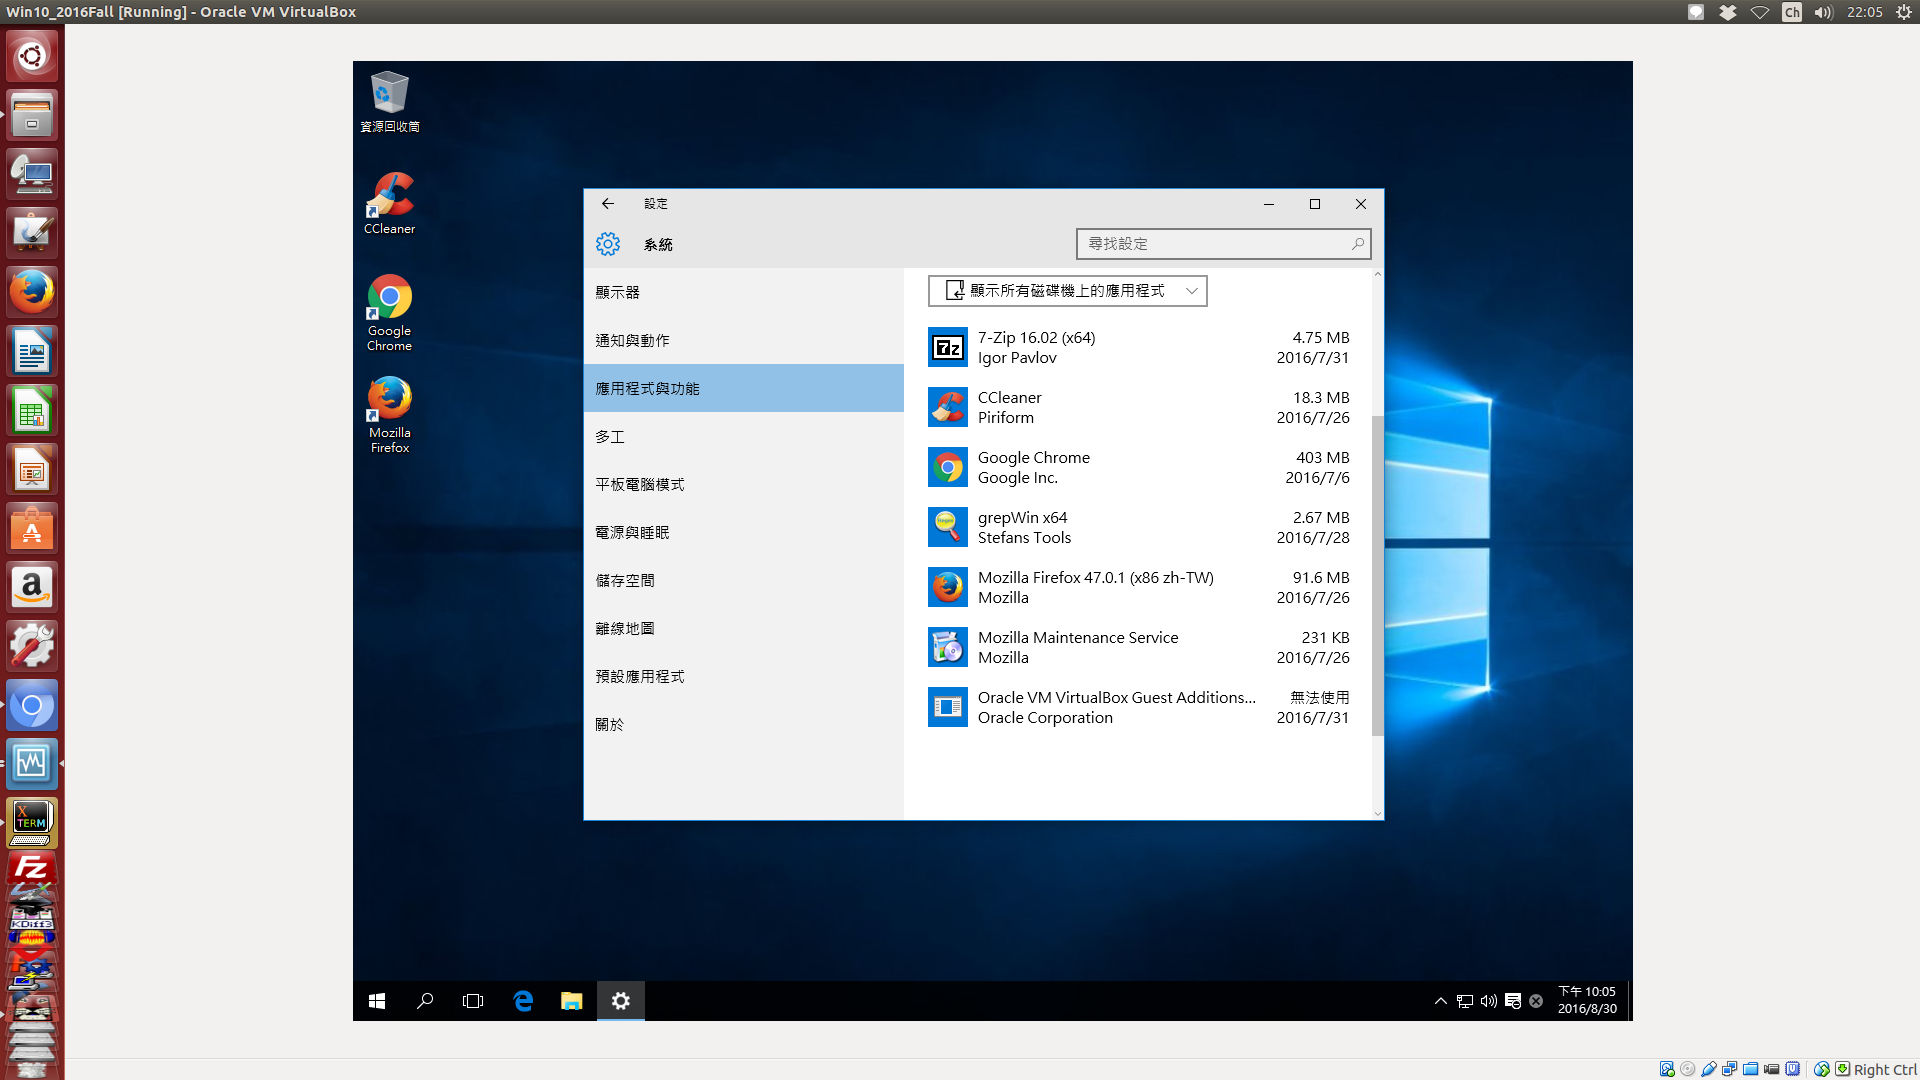 Win10_2016Fall [Running] - Oracle VM VirtualBox
Ch
22:05
資源回收筒
CCleaner
Google
Chrome
Mozilla
Firefox
設定
系統
尋找設定
顯示器
通知與動作
應用程式與功能
多工
平板電腦模式
電源與睡眠
儲存空間
離線地圖
預設應用程式
關於
顯示所有磁碟機上的應用程式
7-Zip 16.02 (x64) 4.75 MB
Igor Pavlov 2016/7/31
CCleaner 18.3 MB
Piriform 2016/7/26
Google Chrome 403 MB
Google Inc. 2016/7/6
grepWin x64 2.67 MB
Stefans Tools 2016/7/28
Mozilla Firefox 47.0.1 (x86 zh-TW) 91.6 MB
Mozilla 2016/7/26
Mozilla Maintenance Service 231 KB
Mozilla 2016/7/26
Oracle VM VirtualBox Guest Additions... 無法使用
Oracle Corporation 2016/7/31
X
TERM
FZ
KDiff3
下午 10:05
2016/8/30
Right Ctrl